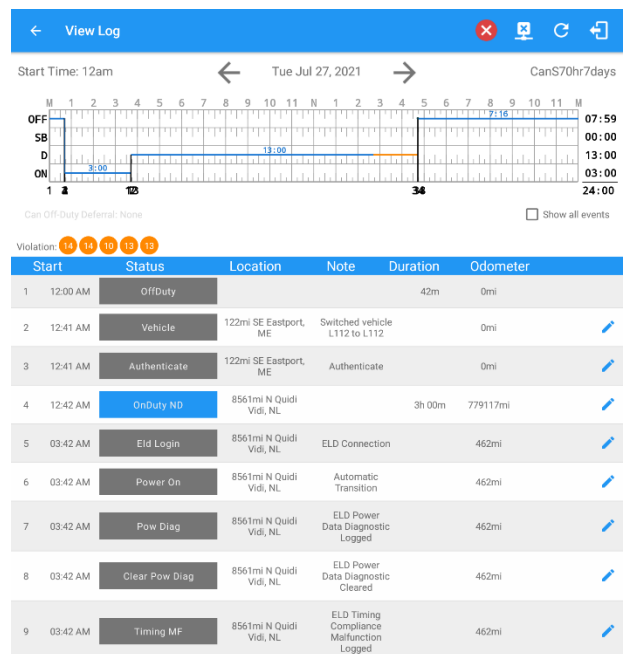 View Log
Start Time: 12am Tue Jul 27, 2021 CanS70hr7days
M 1 2 3 4 5 6 7 8 9 10 11 N 1 2 3 4 5 6 7 8 9 10 11 M
OFF 7:16 07:59
SB 00:00
D 13:00 13:00
ON 3:00 03:00
1 24:00
Can Off-Duty Deferral: None Show all events
Violation: 14 14 10 13 13
Start Status Location Note Duration Odometer
1 12:00 AM OffDuty 42m 0mi
2 12:41 AM Vehicle 122mi SE Eastport, ME Switched vehicle L112 to L112 0mi
3 12:41 AM Authenticate 122mi SE Eastport, ME Authenticate 0mi
4 12:42 AM OnDuty ND 8561mi N Quidi Vidi, NL 3h 00m 779117mi
5 03:42 AM Eld Login 8561mi N Quidi Vidi, NL ELD Connection 462mi
6 03:42 AM Power On 8561mi N Quidi Vidi, NL Automatic Transition 462mi
7 03:42 AM Pow Diag 8561mi N Quidi Vidi, NL ELD Power Data Diagnostic Logged 462mi
8 03:42 AM Clear Pow Diag 8561mi N Quidi Vidi, NL ELD Power Data Diagnostic Cleared 462mi
9 03:42 AM Timing MF 8561mi N Quidi Vidi, NL ELD Timing Compliance Malfunction Logged 462mi